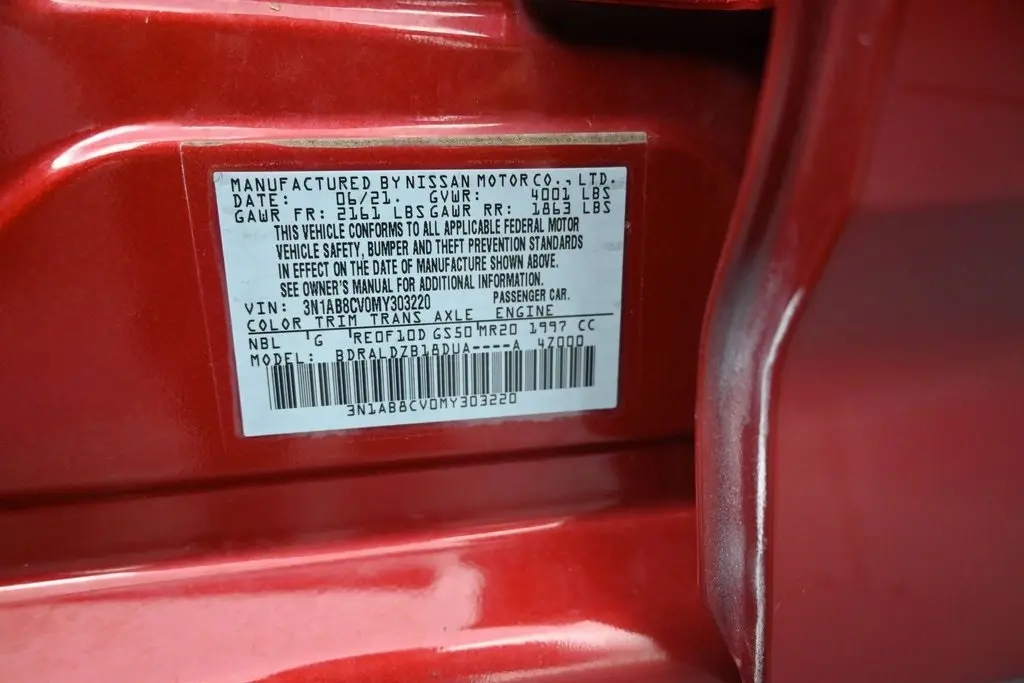 MANUFACTURED BY NISSAN MOTOR CO., LTD.
DATE: 06/21. GVWR: 4001 LBS
GAWR FR: 2161 LBS GAWR RR: 1863 LBS
THIS VEHICLE CONFORMS TO ALL APPLICABLE FEDERAL MOTOR
VEHICLE SAFETY, BUMPER AND THEFT PREVENTION STANDARDS
IN EFFECT ON THE DATE OF MANUFACTURE SHOWN ABOVE.
SEE OWNER'S MANUAL FOR ADDITIONAL INFORMATION.
VIN: 3N1AB8CV0MY303220 PASSENGER CAR.
COLOR TRIM TRANS AXLE ENGINE
NBL G RE0F10D GS50 MR20 1997 CC
MODEL: BDRALDZB18DUA----A 4Z000
3N1AB8CV0MY303220